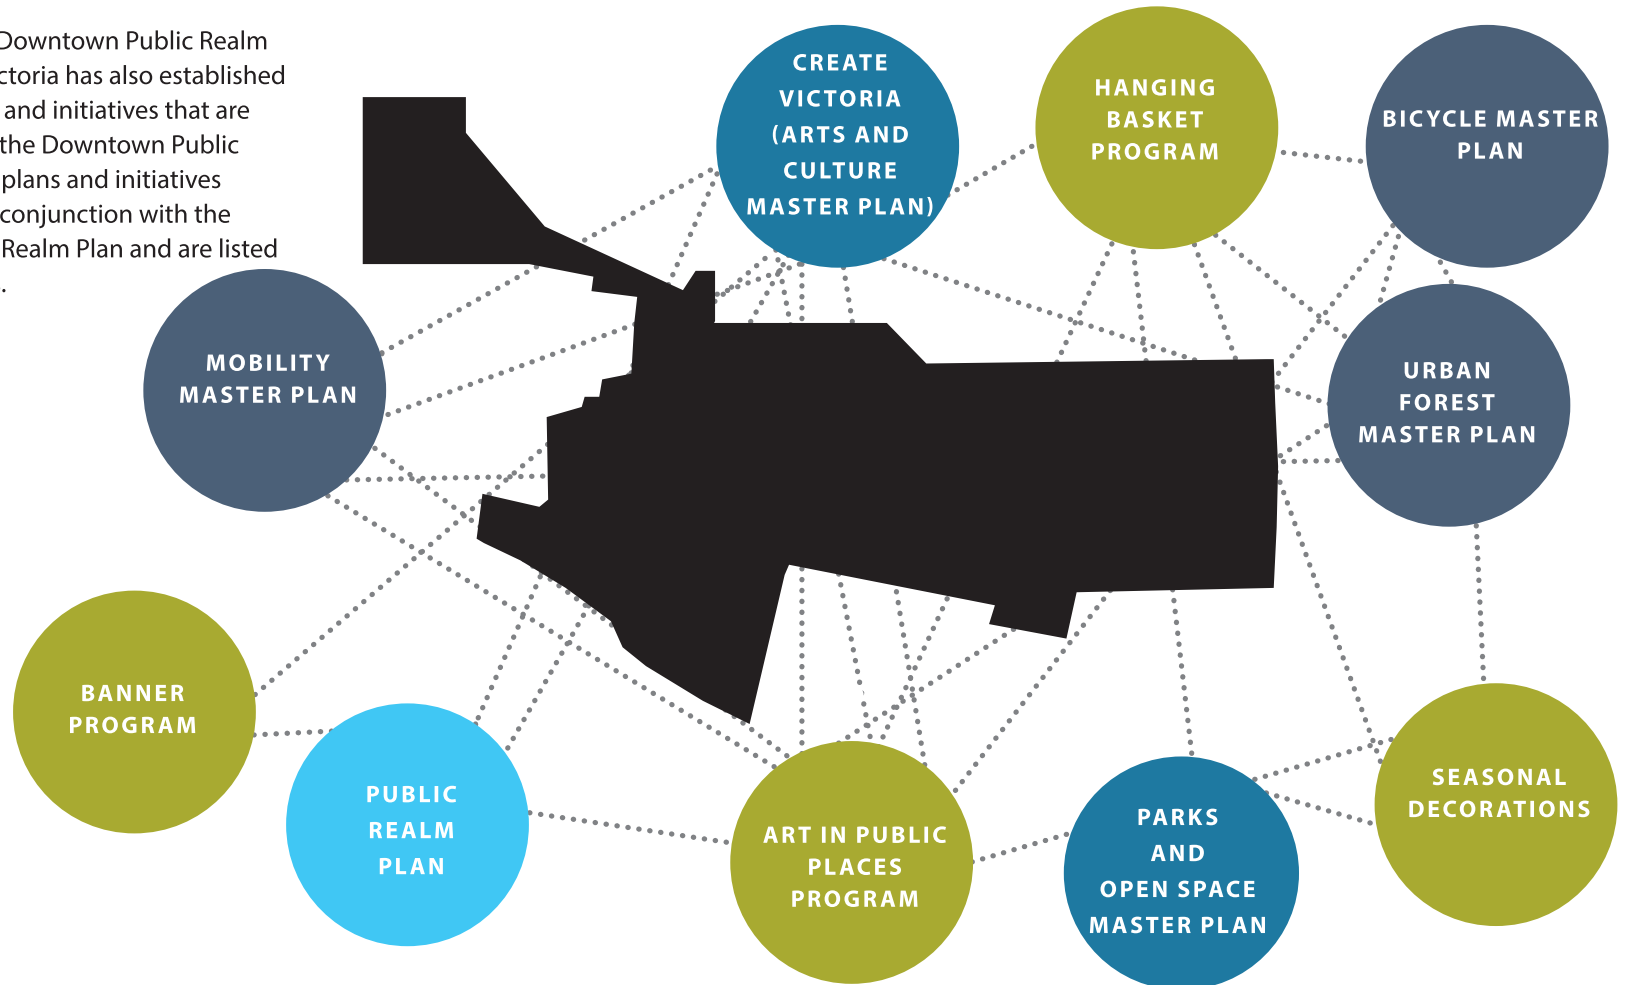 Downtown Public Realm
ctoria has also established
and initiatives that are
the Downtown Public
plans and initiatives
conjunction with the
Realm Plan and are listed
.
CREATE
VICTORIA
(ARTS AND
CULTURE
MASTER PLAN)
HANGING
BASKET
PROGRAM
BICYCLE MASTER
PLAN
MOBILITY
MASTER PLAN
URBAN
FOREST
MASTER PLAN
BANNER
PROGRAM
PUBLIC
REALM
PLAN
ART IN PUBLIC
PLACES
PROGRAM
PARKS
AND
OPEN SPACE
MASTER PLAN
SEASONAL
DECORATIONS